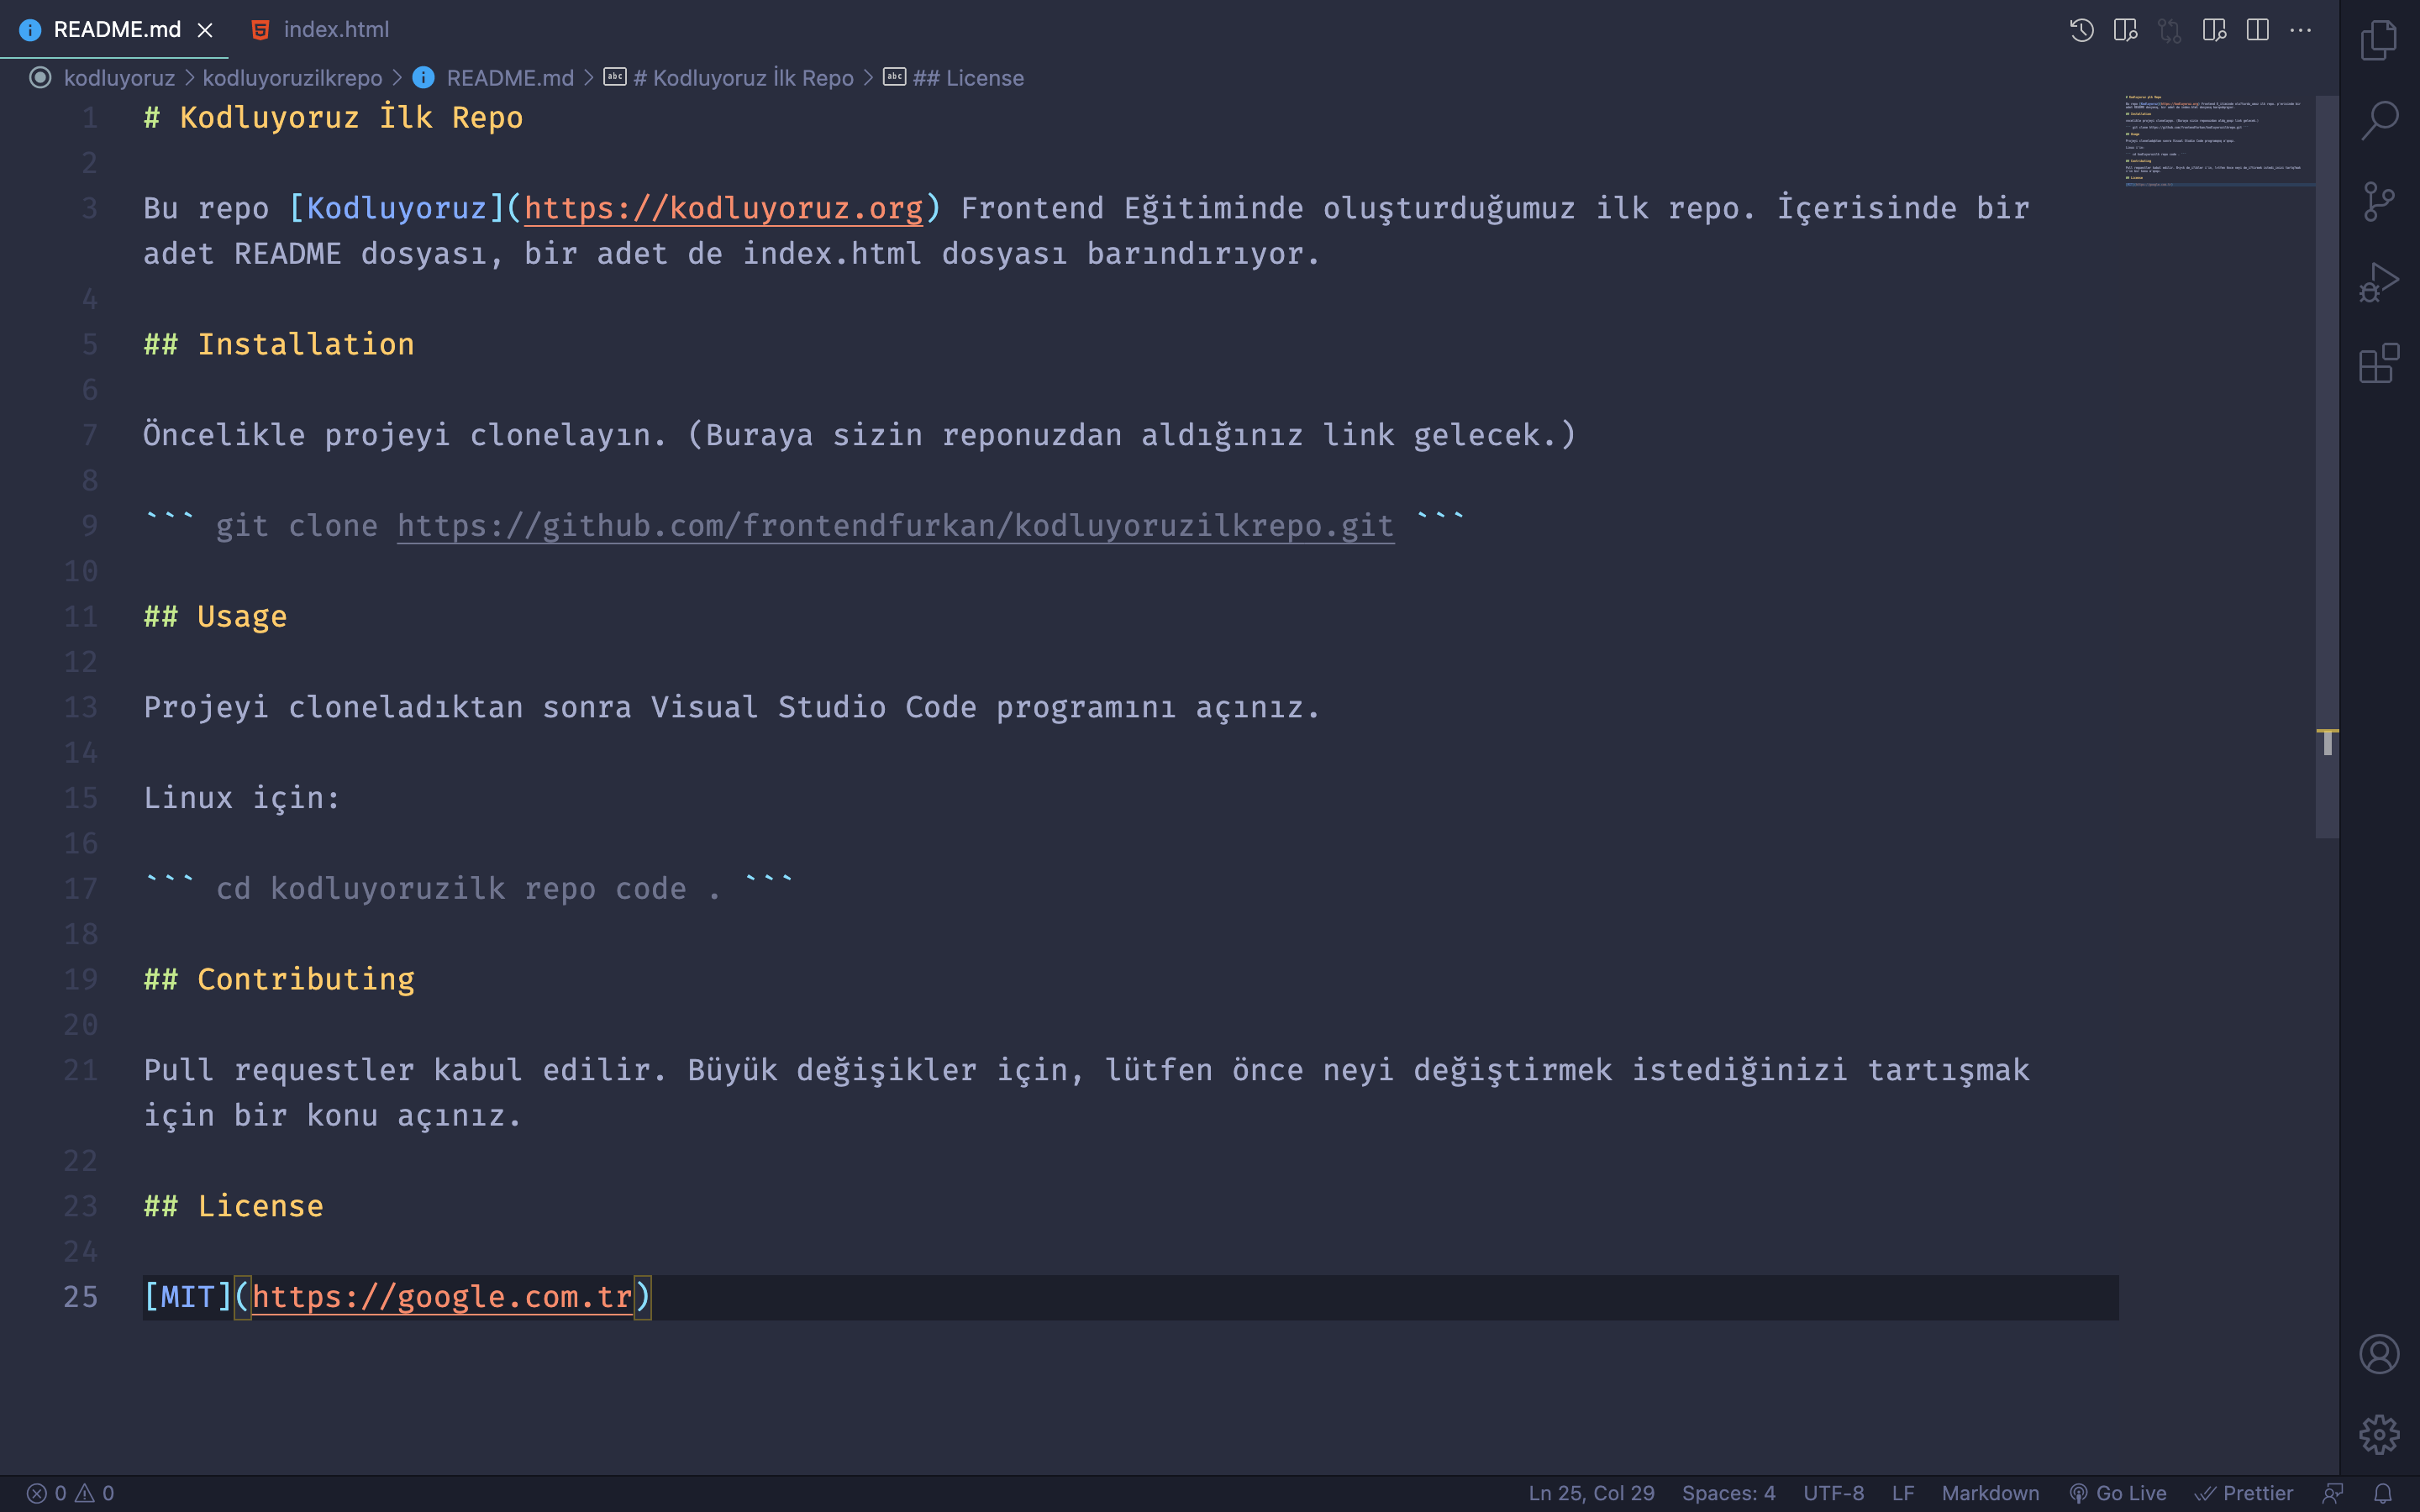 README.md
index.html
kodluyoruz > kodluyoruzilkrepo > README.md > abc # Kodluyoruz İlk Repo > abc ## License
1 # Kodluyoruz İlk Repo
2
3 Bu repo [Kodluyoruz](https://kodluyoruz.org) Frontend Eğitiminde oluşturduğumuz ilk repo. İçerisinde bir
adet README dosyası, bir adet de index.html dosyası barındırıyor.
4
5 ## Installation
6
7 Öncelikle projeyi clonelayın. (Buraya sizin reponuzdan aldığınız link gelecek.)
8
9 ``` git clone https://github.com/frontendfurkan/kodluyoruzilkrepo.git ```
10
11 ## Usage
12
13 Projeyi cloneladıktan sonra Visual Studio Code programını açınız.
14
15 Linux için:
16
17 ``` cd kodluyoruzilk repo code . ```
18
19 ## Contributing
20
21 Pull requestler kabul edilir. Büyük değişikler için, lütfen önce neyi değiştirmek istediğinizi tartışmak
için bir konu açınız.
22
23 ## License
24
25 [MIT](https://google.com.tr)
0 0
Ln 25, Col 29 Spaces: 4 UTF-8 LF Markdown Go Live Prettier